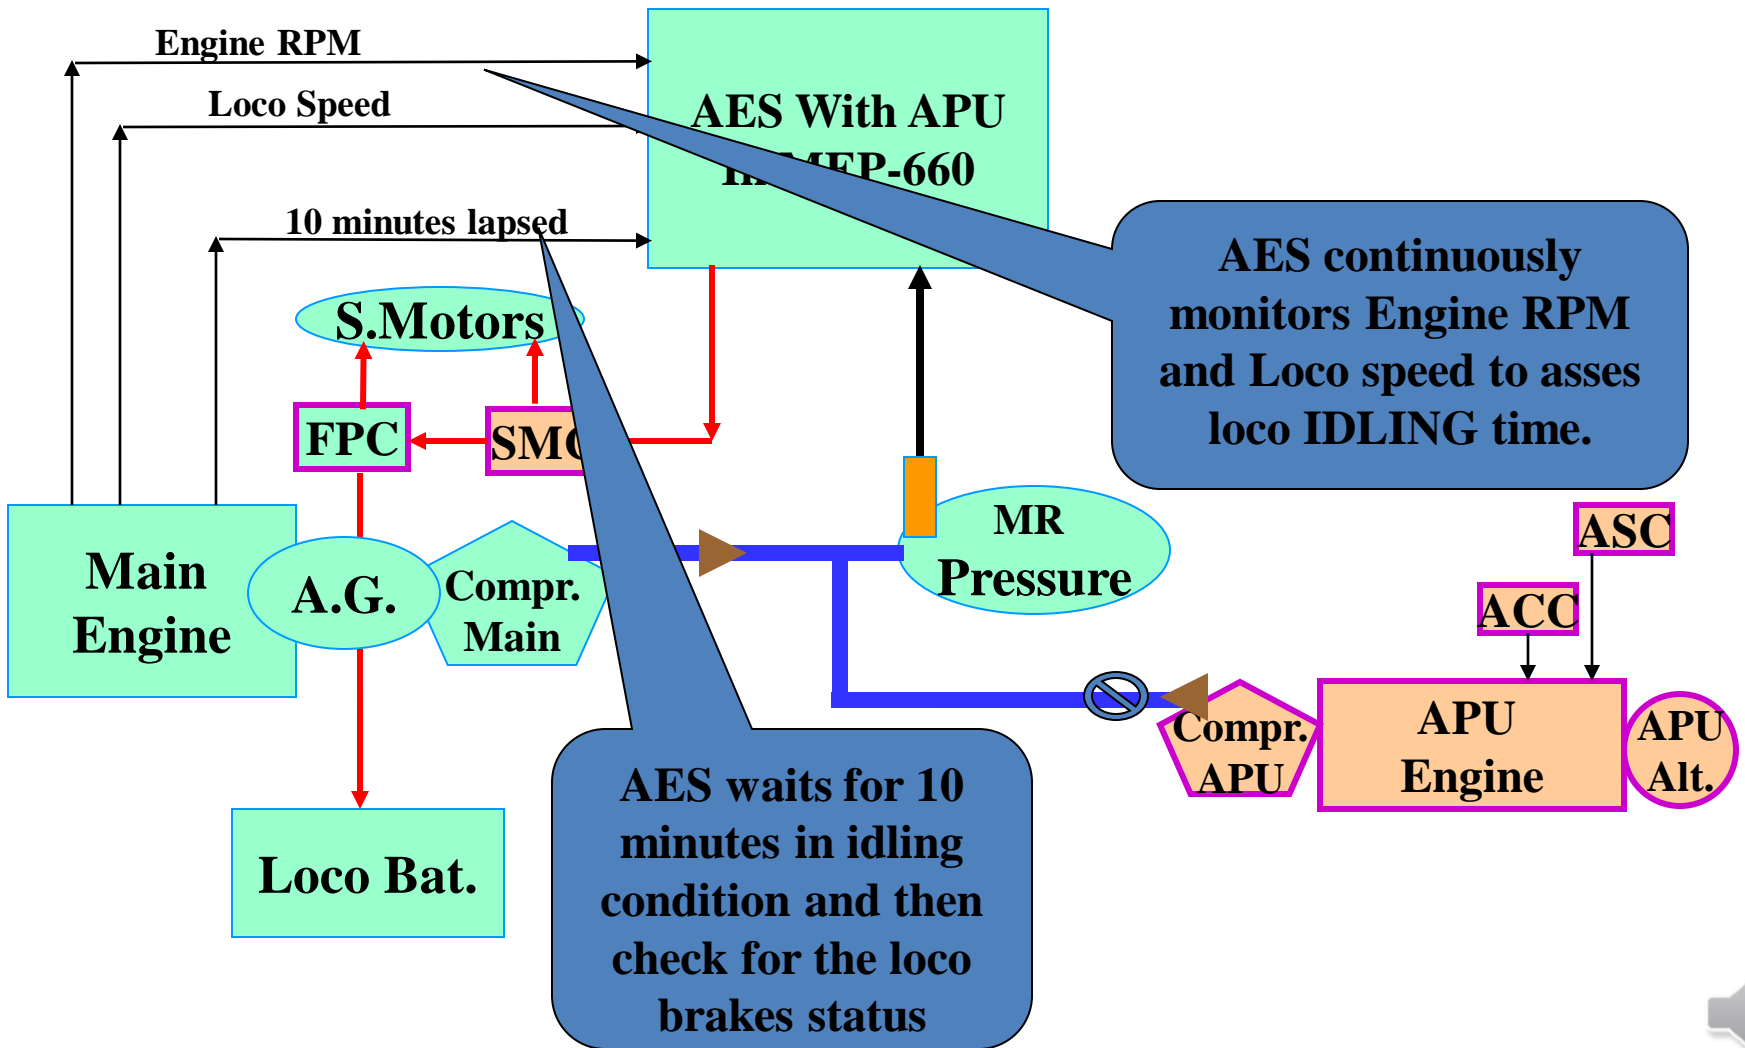 Engine RPM
Loco Speed
AES With APU
MEP-660
10 minutes lapsed
AES continuously
monitors Engine RPM
and Loco speed to asses
loco IDLING time.
S.Motors
FPC
MR
Pressure
ASC
ACC
Main
Engine
A.G.
Compr.
Main
Compr.
APU
APU
Engine
APU
Alt.
AES waits for 10
minutes in idling
condition and then
check for the loco
brakes status
Loco Bat.